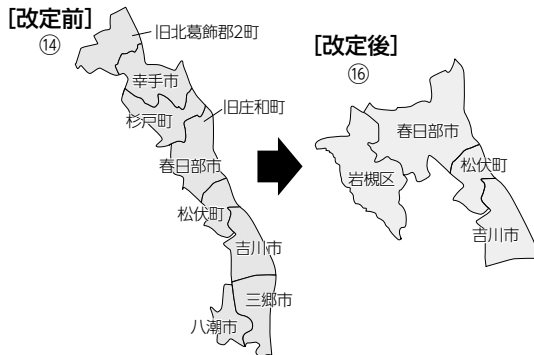 [改定前]
⑭
旧北葛飾郡2町
幸手市
旧庄和町
杉戸町
春日部市
松伏町
吉川市
三郷市
八潮市
[改定後]
⑯
春日部市
松伏町
岩槻区
吉川市